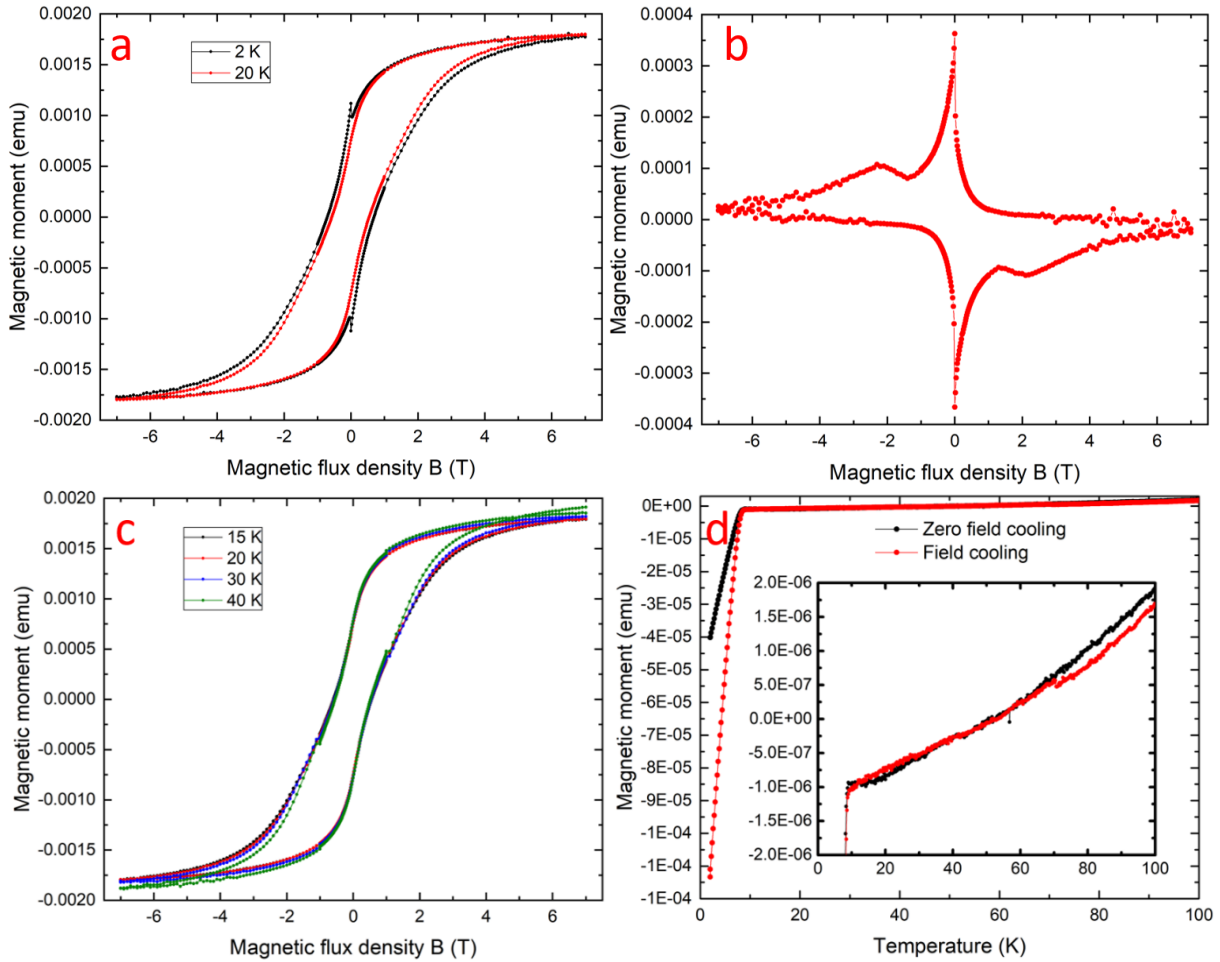 a
2 K
20 K
0.0020
0.0015
0.0010
0.0005
0.0000
-0.0005
-0.0010
-0.0015
-0.0020
Magnetic moment (emu)
-6 -4 -2 0 2 4 6
Magnetic flux density B (T)
b
0.0004
0.0003
0.0002
0.0001
0.0000
-0.0001
-0.0002
-0.0003
-0.0004
Magnetic moment (emu)
-6 -4 -2 0 2 4 6
Magnetic flux density B (T)
c
15 K
20 K
30 K
40 K
0.0020
0.0015
0.0010
0.0005
0.0000
-0.0005
-0.0010
-0.0015
-0.0020
Magnetic moment (emu)
-6 -4 -2 0 2 4 6
Magnetic flux density B (T)
d
Zero field cooling
Field cooling
0E+00
-1E-05
-2E-05
-3E-05
-4E-05
-5E-05
-6E-05
-7E-05
-8E-05
-9E-05
-1E-04
-1E-04
-1E-04
Magnetic moment (emu)
2.0E-06
1.5E-06
1.0E-06
5.0E-07
0.0E+00
-5.0E-07
-1.0E-06
-1.5E-06
-2.0E-06
0 20 40 60 80 100
0 20 40 60 80 100
Temperature (K)